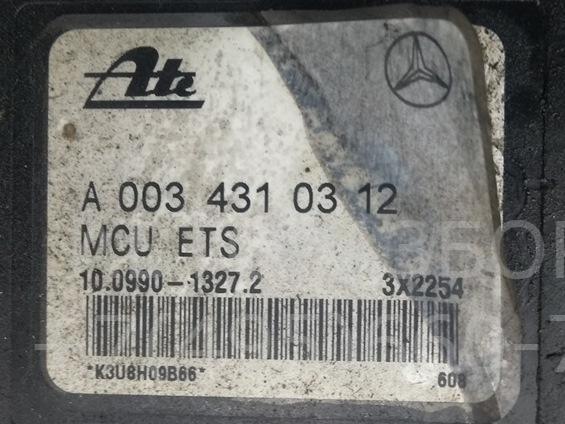 Ate
A 003 431 03 12
MCU ETS
10.0990-1327.2 3X2254
*K3U8H09B66*
608